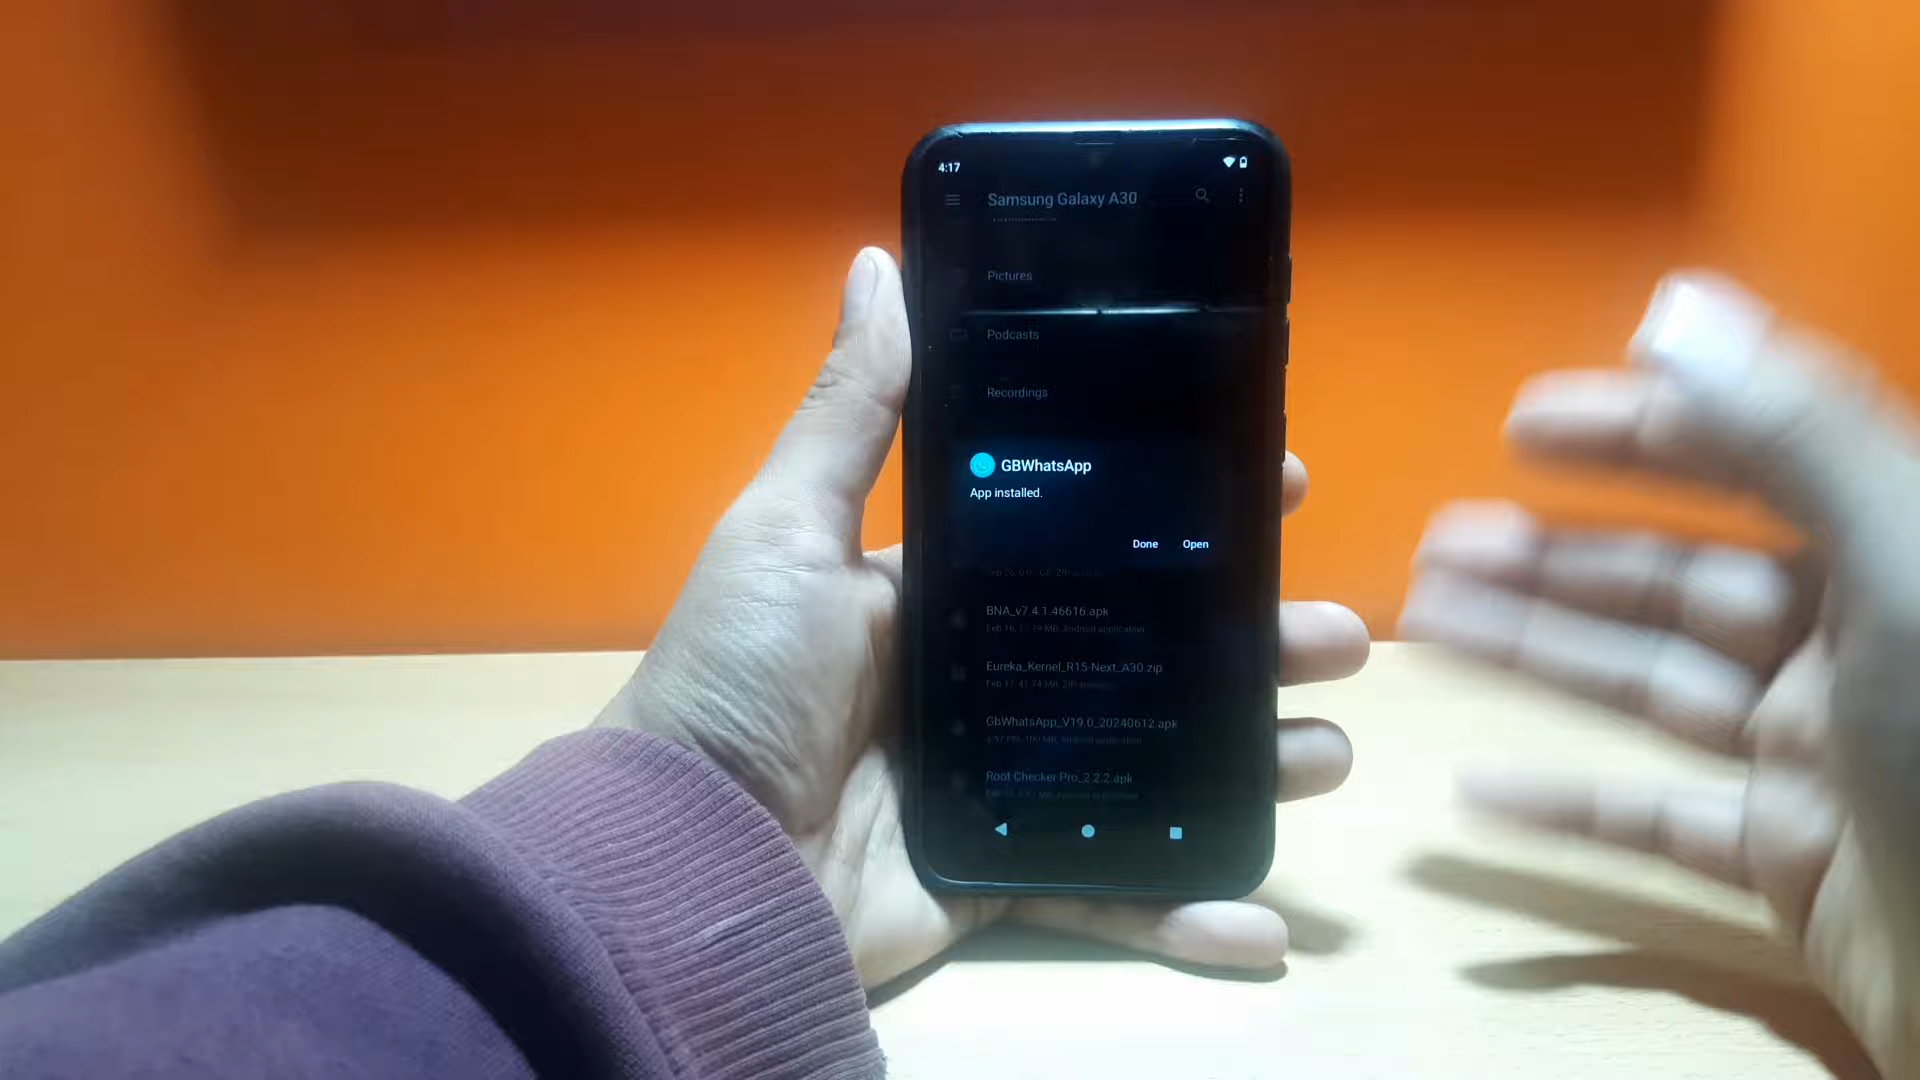 4:17
Samsung Galaxy A30
Pictures
Podcasts
Recordings
GBWhatsApp
App installed.
Done Open
BNA_v7.4.1.46616.apk
Eureka_Kernel_R15-Next_A30.zip
GbWhatsApp_V19.0_20240612.apk
Root Checker Pro_2.2.2.apk